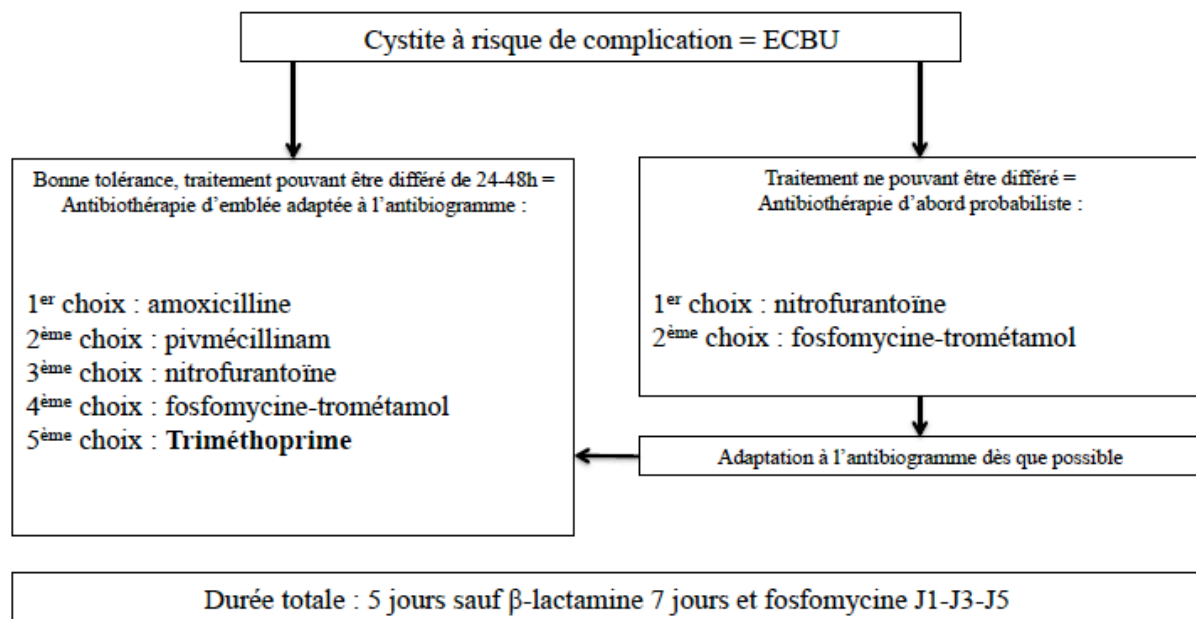 Cystite à risque de complication = ECBU
Bonne tolérance, traitement pouvant être différé de 24-48h =
Antibiothérapie d’emblée adaptée à l’antibiogramme :
1er choix : amoxicilline
2ème choix : pivmécillinam
3ème choix : nitrofurantoïne
4ème choix : fosfomycine-trométamol
5ème choix : Triméthoprime
Traitement ne pouvant être différé =
Antibiothérapie d’abord probabiliste :
1er choix : nitrofurantoïne
2ème choix : fosfomycine-trométamol
Adaptation à l’antibiogramme dès que possible
Durée totale : 5 jours sauf β-lactamine 7 jours et fosfomycine J1-J3-J5